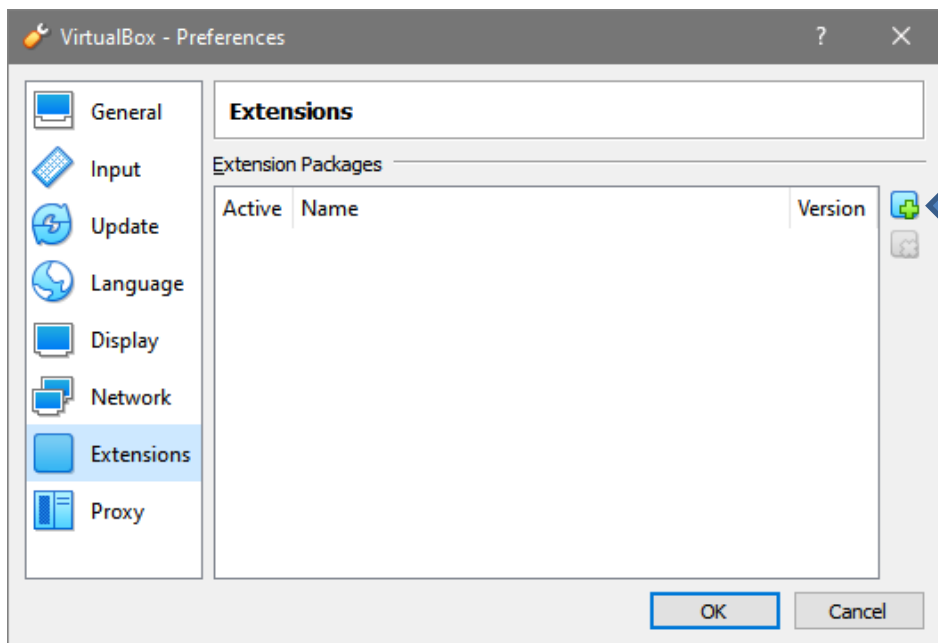 VirtualBox - Preferences ?
General
Input
Update
Language
Display
Network
Extensions
Proxy
Extensions
Extension Packages
Active Name Version
OK Cancel